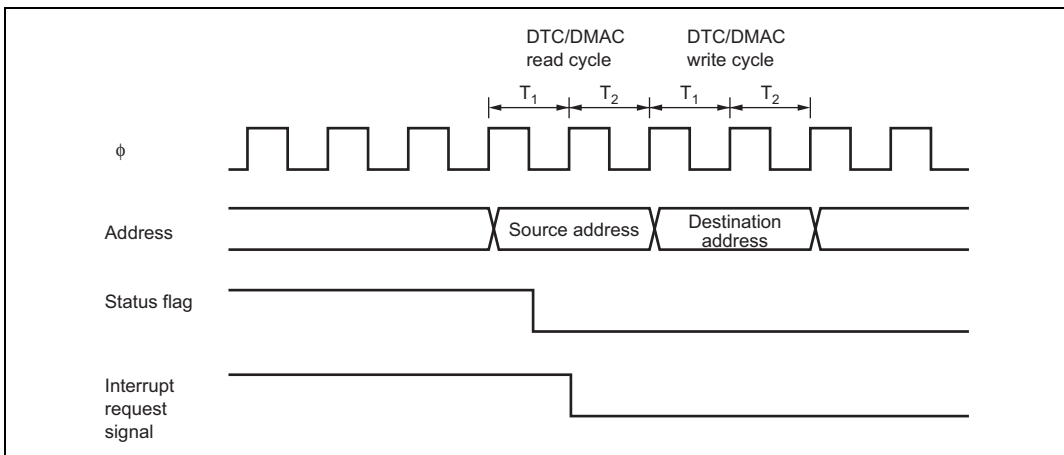 DTC/DMAC
read cycle
DTC/DMAC
write cycle
T1 T2 T1 T2
ϕ
Address
Source address
Destination
address
Status flag
Interrupt
request
signal